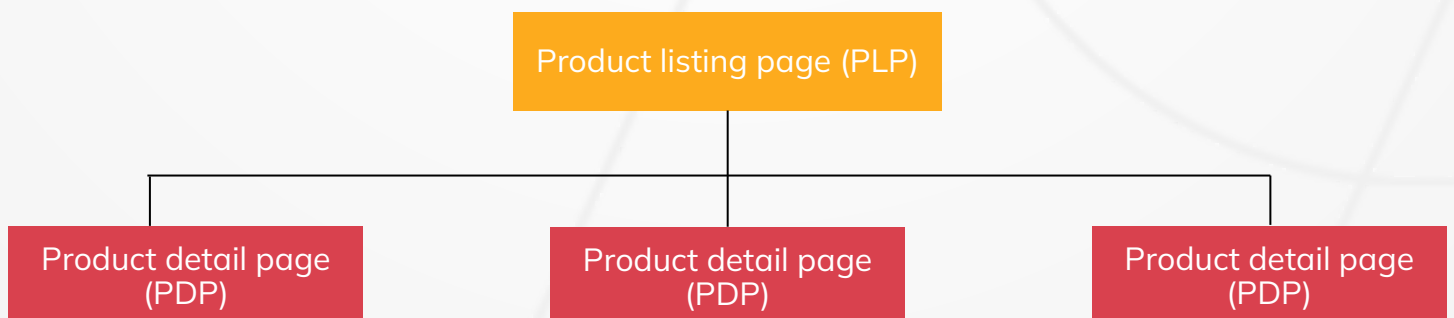 Product listing page (PLP)
Product detail page
(PDP)
Product detail page
(PDP)
Product detail page
(PDP)